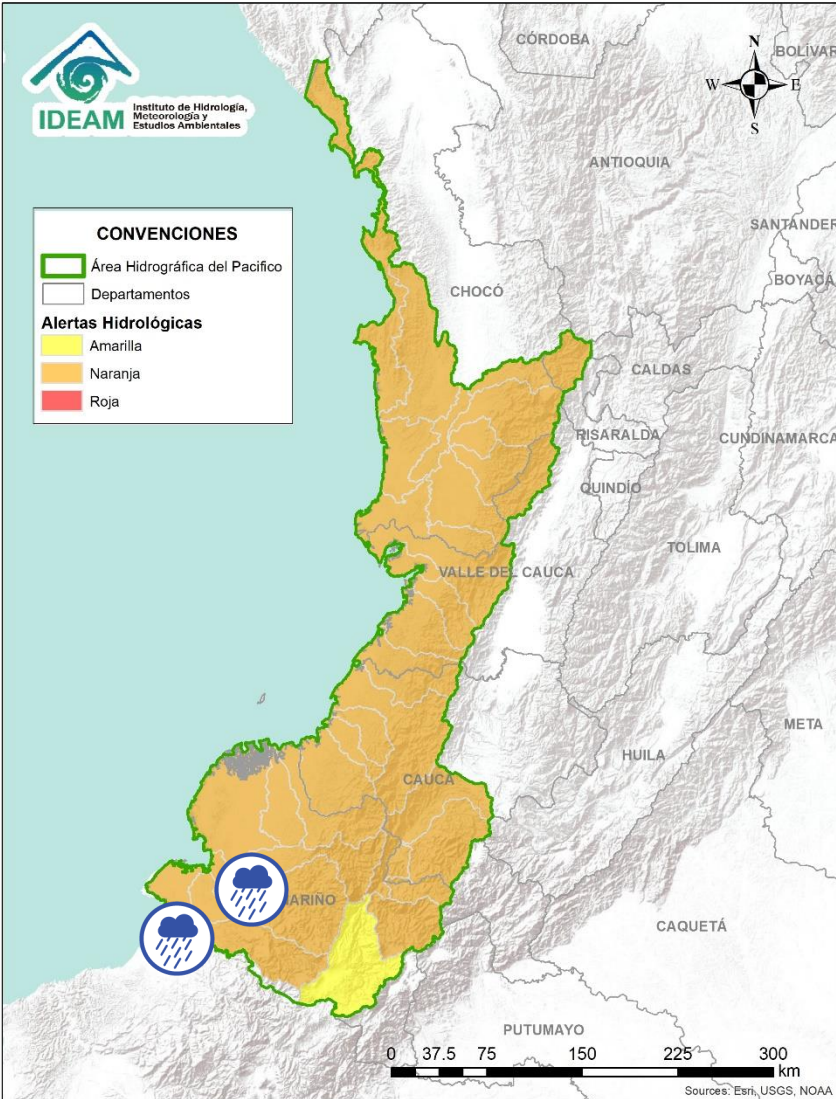 IDEAM
Instituto de Hidrología,
Meteorología y
Estudios Ambientales
N
W E
S
CONVENCIONES
Área Hidrográfica del Pacifico
Departamentos
Alertas Hidrológicas
Amarilla
Naranja
Roja
CÓRDOBA
BOLÍVAR
ANTIOQUIA
SANTANDER
BOYACÁ
CHOCÓ
CALDAS
RISARALDA
CUNDINAMARCA
QUINDÍO
TOLIMA
VALLE DEL CAUCA
META
HUILA
CAUCA
ARIÑO
CAQUETÁ
PUTUMAYO
0 37.5 75 150 225 300
km
Sources: Esri, USGS, NOAA